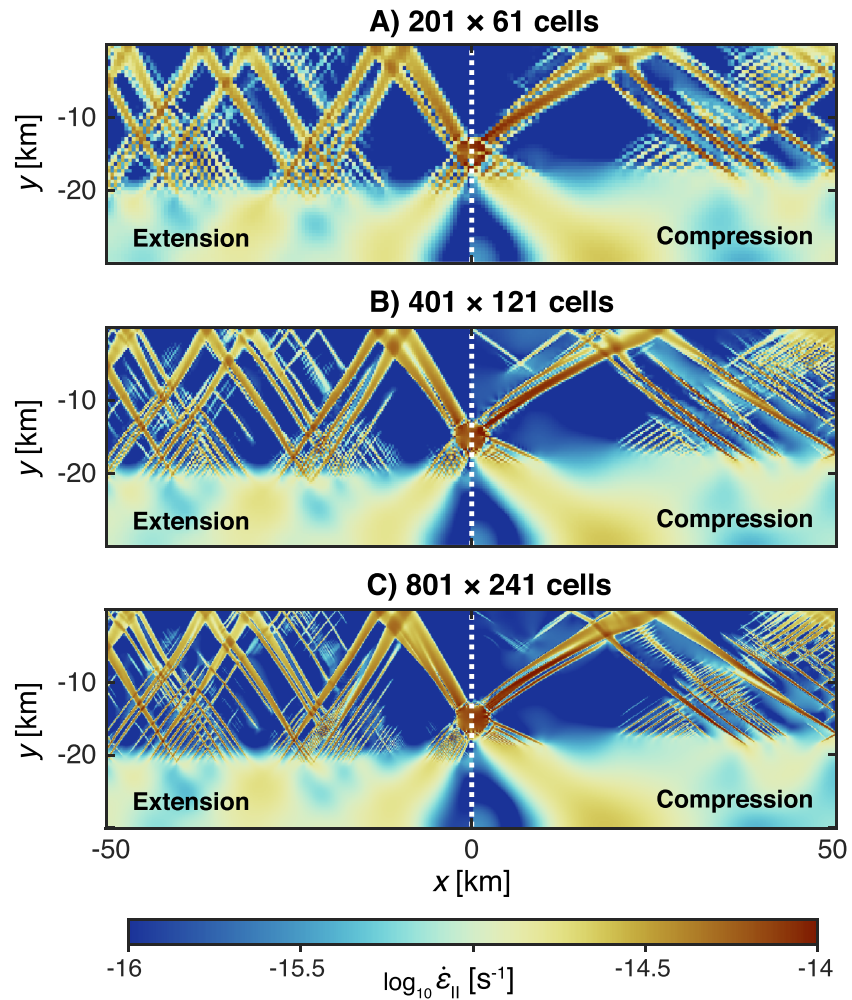 A) 201 × 61 cells
y [km]
-10
-20
Extension
Compression
B) 401 × 121 cells
y [km]
-10
-20
Extension
Compression
C) 801 × 241 cells
y [km]
-10
-20
Extension
Compression
-50 0 50
x [km]
-16 -15.5 -14.5 -14
log₁₀ ε̇ᵢᵢ [s⁻¹]